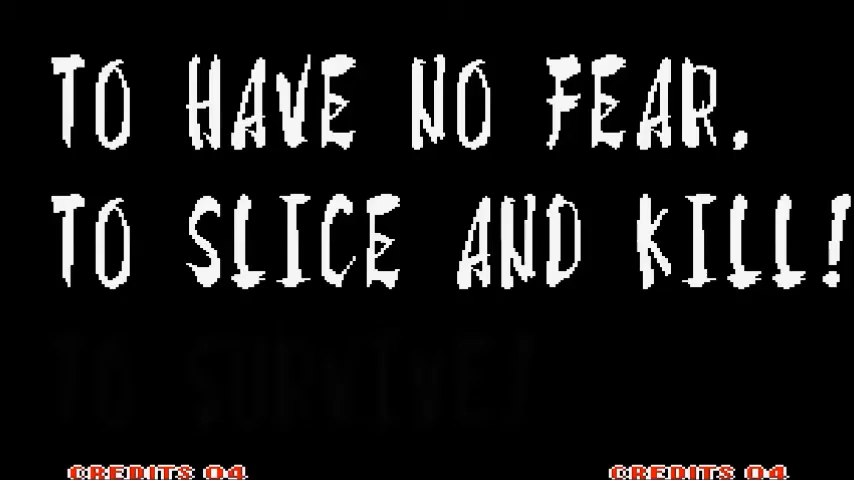 TO HAVE NO FEAR.
TO SLICE AND KILL!
TO SURVIVE!
CREDITS 04 CREDITS 04